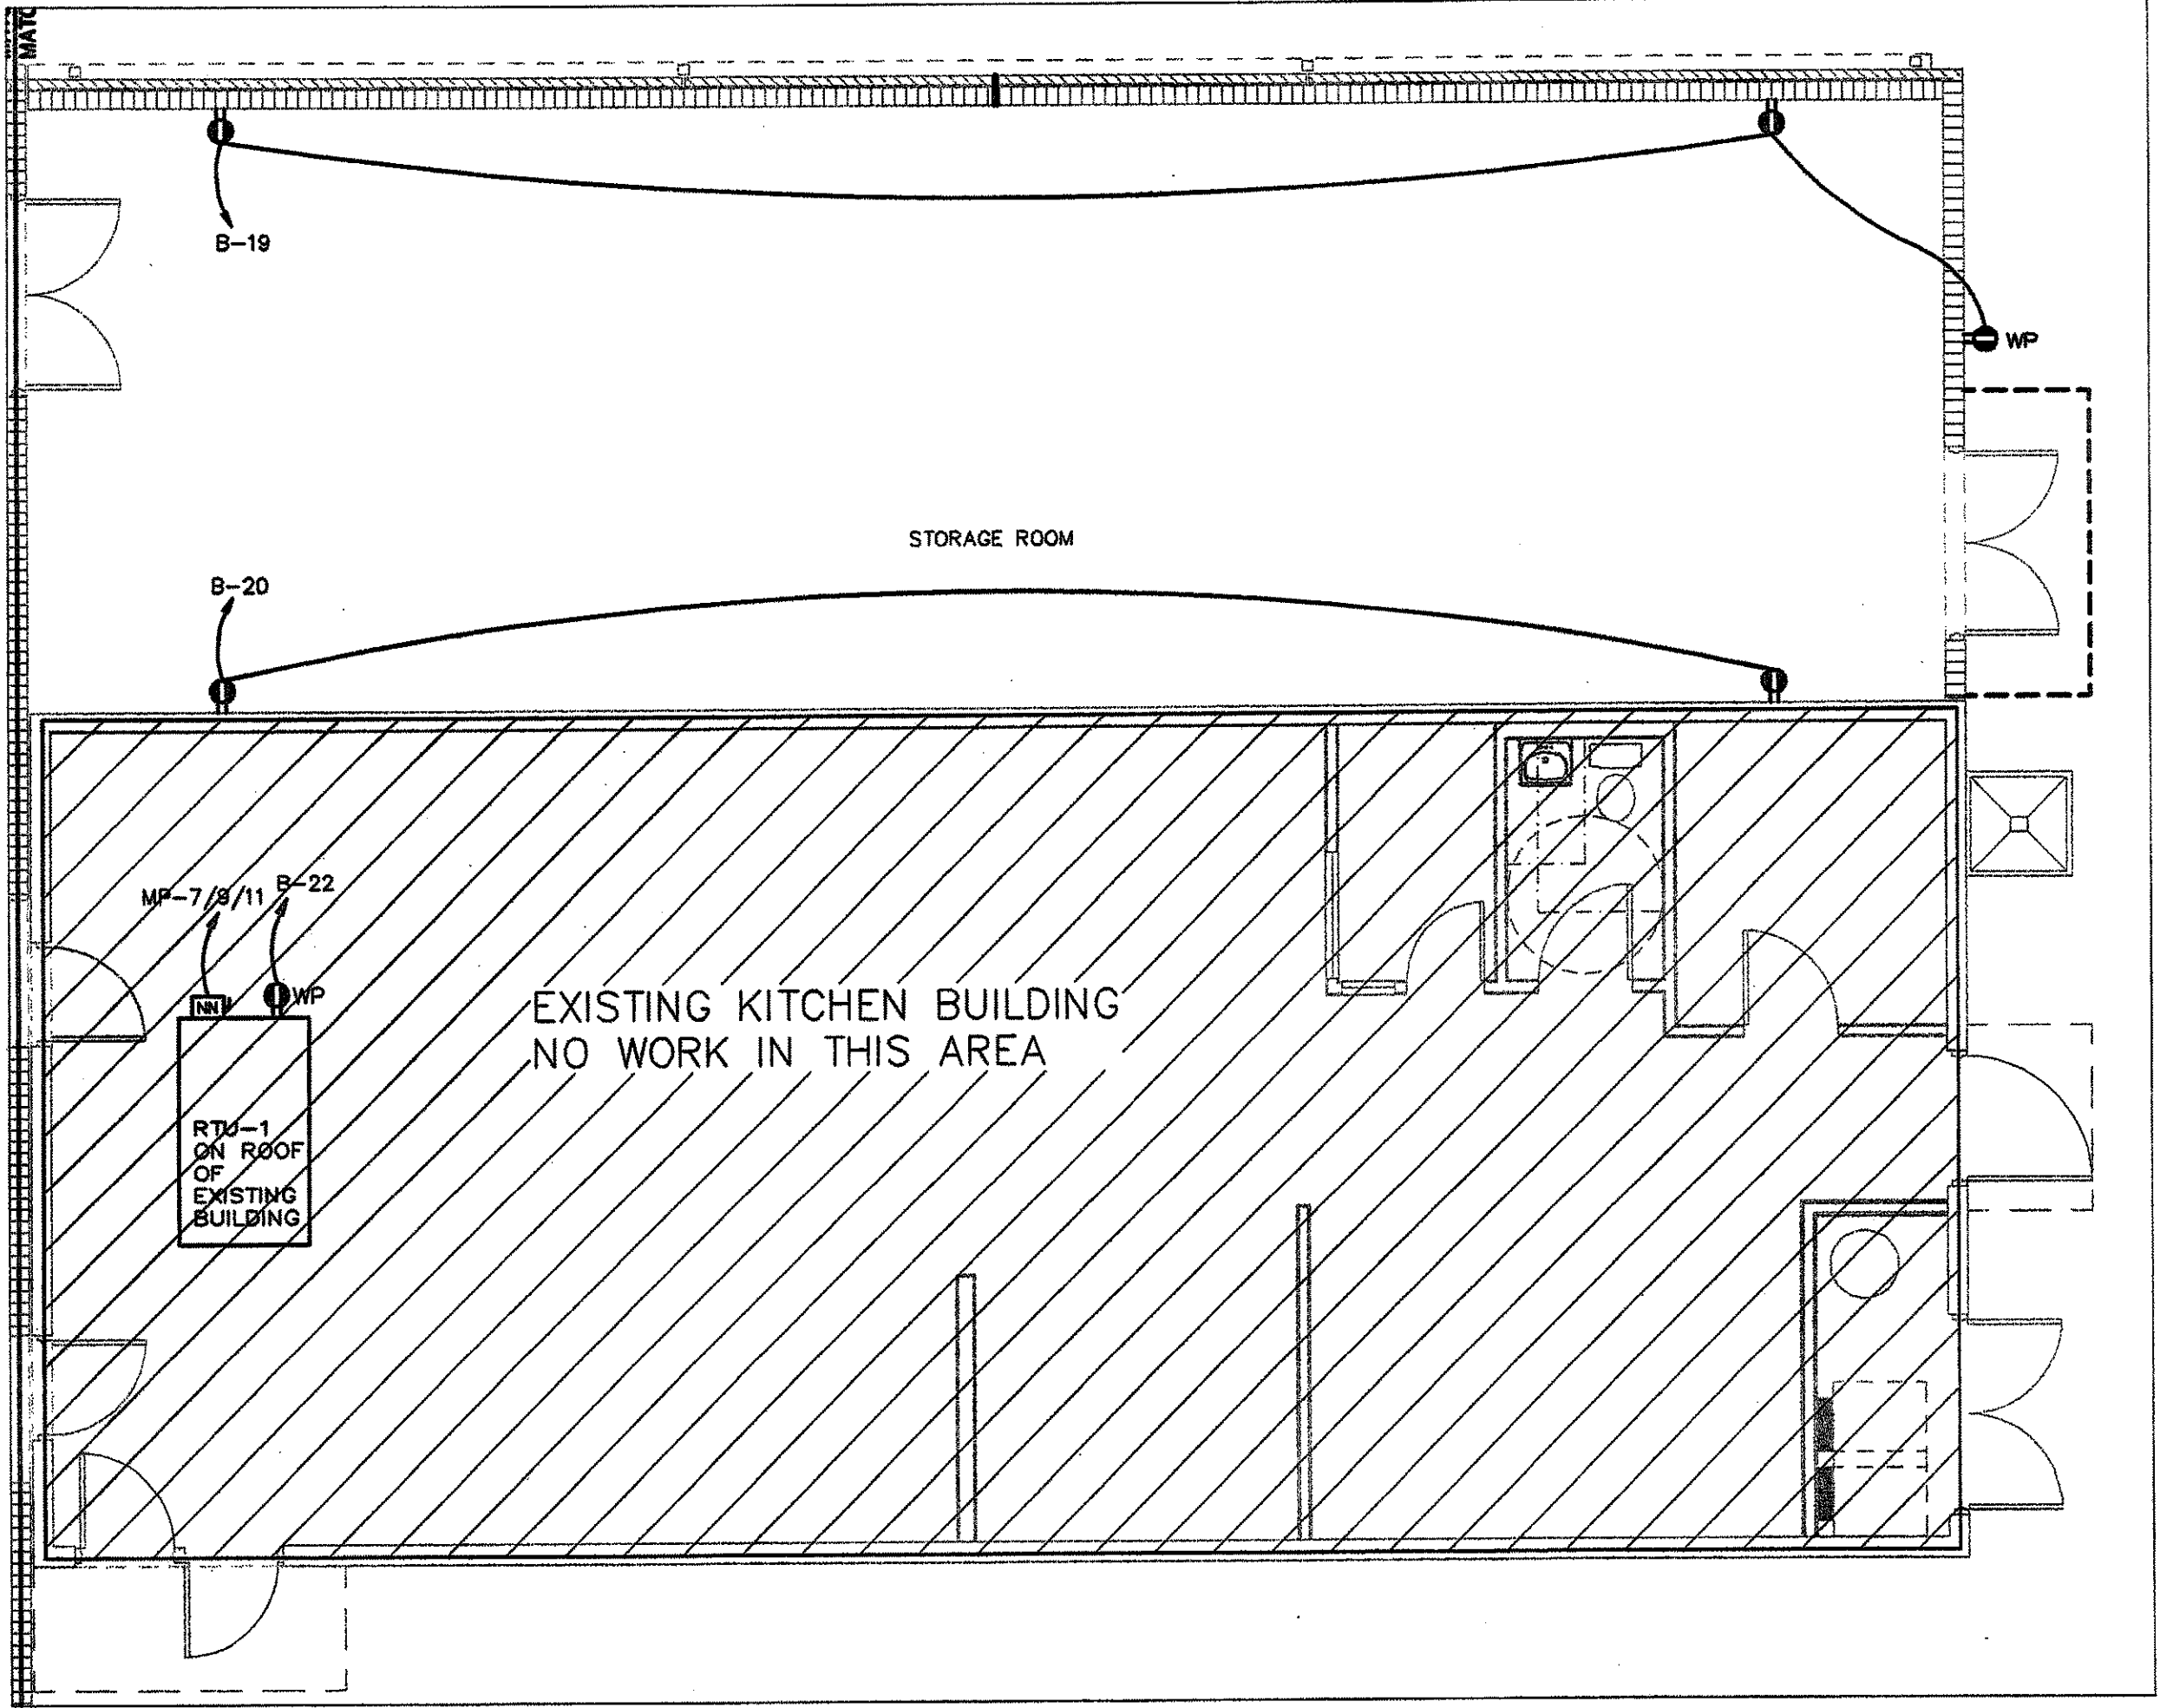 MATC
B-19
WP
STORAGE ROOM
B-20
MP-7/9/11
B-22
NN
WP
EXISTING KITCHEN BUILDING
NO WORK IN THIS AREA
RTU-1
ON ROOF
OF
EXISTING
BUILDING